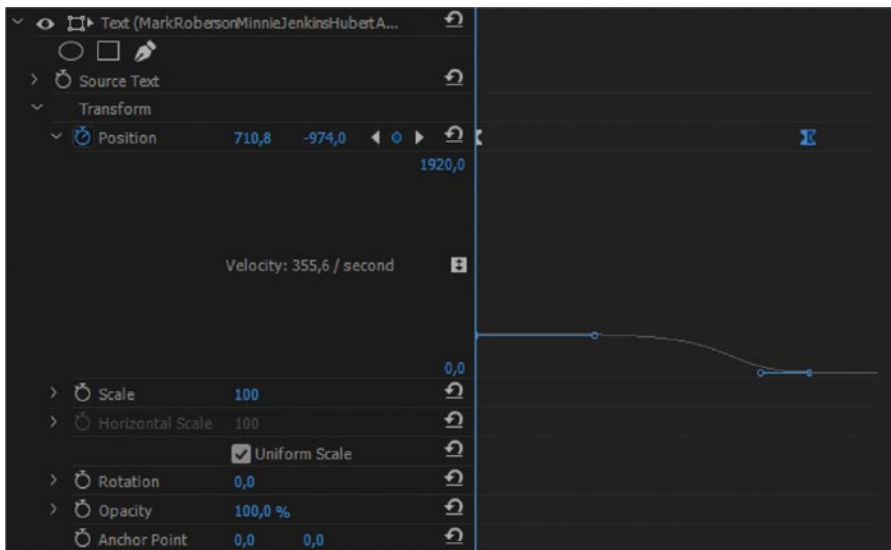 Text (MarkRobersonMinnieJenkinsHubertA...
Source Text
Transform
Position 710,8 -974,0
1920,0
Velocity: 355,6 / second
0,0
Scale 100
Horizontal Scale 100
Uniform Scale
Rotation 0,0
Opacity 100,0 %
Anchor Point 0,0 0,0